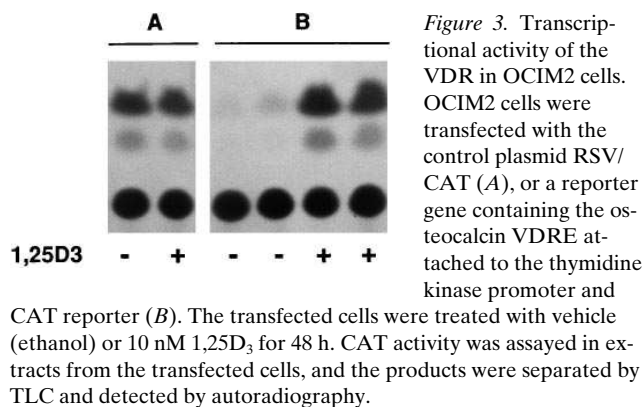 A B
1,25D3 - + - - + +
Figure 3. Transcrip-
tional activity of the
VDR in OCIM2 cells.
OCIM2 cells were
transfected with the
control plasmid RSV/
CAT (A), or a reporter
gene containing the os-
teocalcin VDRE at-
tached to the thymidine
kinase promoter and
CAT reporter (B). The transfected cells were treated with vehicle
(ethanol) or 10 nM 1,25D₃ for 48 h. CAT activity was assayed in ex-
tracts from the transfected cells, and the products were separated by
TLC and detected by autoradiography.